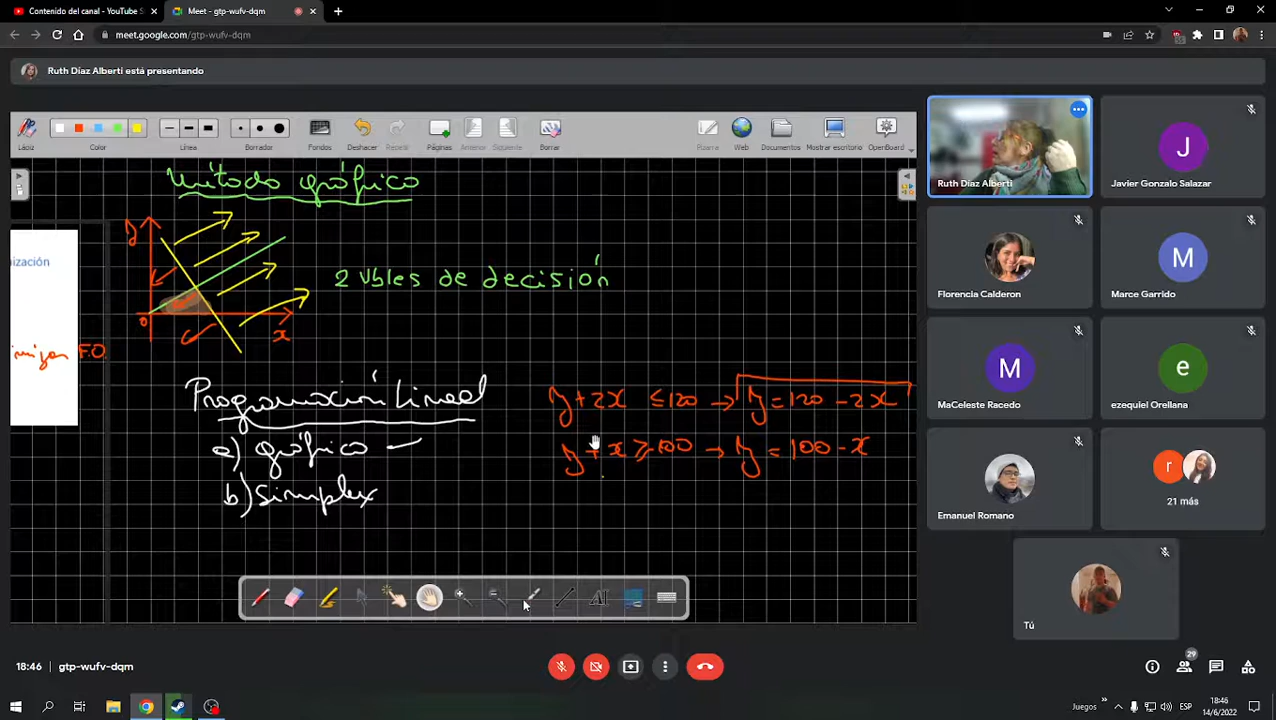 Contenido del canal - YouTube S
Meet - gtp-wufv-dqm
meet.google.com/gtp-wufv-dqm
Ruth Díaz Alberti está presentando
Lápiz
Color
Línea
Borrador
Fondos
Deshacer
Páginas
Anterior
Siguiente
Borrar
Pizarra
Web
Documentos
Mostrar escritorio
OpenBoard
Método gráfico
y
0
x
2 Vbles de decisión
nización
F.O.
Programación Lineal
a) gráfico
b) Simplex
y+2x ≤120 → y=120-2x
y+x ≥100 → y=100-x
Ruth Díaz Alberti
J
Javier Gonzalo Salazar
Florencia Calderon
M
Marce Garrido
M
MaCeleste Racedo
e
ezequiel Orellana
Emanuel Romano
r
21 más
Tú
18:46
gtp-wufv-dqm
29
Juegos
ESP
18:46
14/6/2022